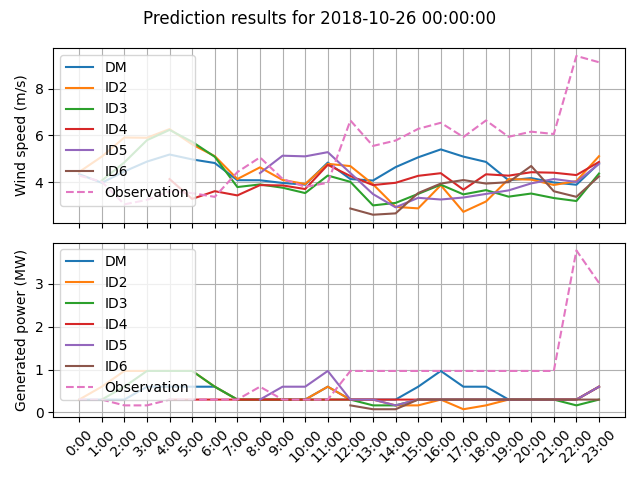 Prediction results for 2018-10-26 00:00:00
Wind speed (m/s)
8
6
4
DM
ID2
ID3
ID4
ID5
ID6
Observation
Generated power (MW)
3
2
1
0
DM
ID2
ID3
ID4
ID5
ID6
Observation
0:00 1:00 2:00 3:00 4:00 5:00 6:00 7:00 8:00 9:00 10:00 11:00 12:00 13:00 14:00 15:00 16:00 17:00 18:00 19:00 20:00 21:00 22:00 23:00